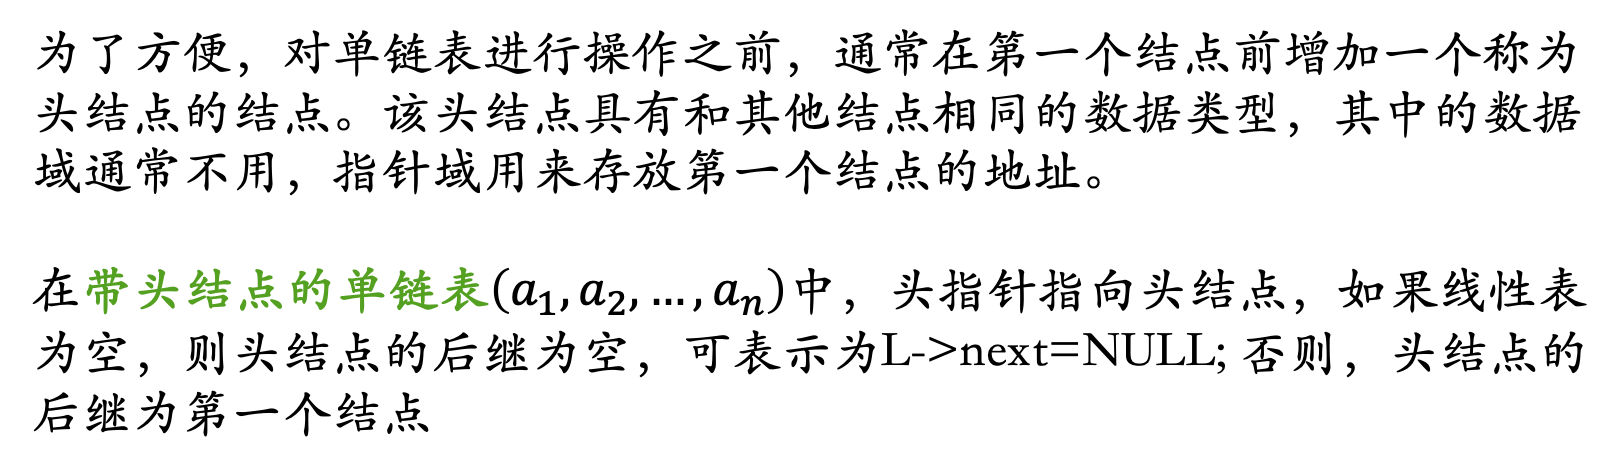 为了方便，对单链表进行操作之前，通常在第一个结点前增加一个称为
头结点的结点。该头结点具有和其他结点相同的数据类型，其中的数据
域通常不用，指针域用来存放第一个结点的地址。
在带头结点的单链表(a₁, a₂, …, aₙ)中，头指针指向头结点，如果线性表
为空，则头结点的后继为空，可表示为L->next=NULL; 否则，头结点的
后继为第一个结点